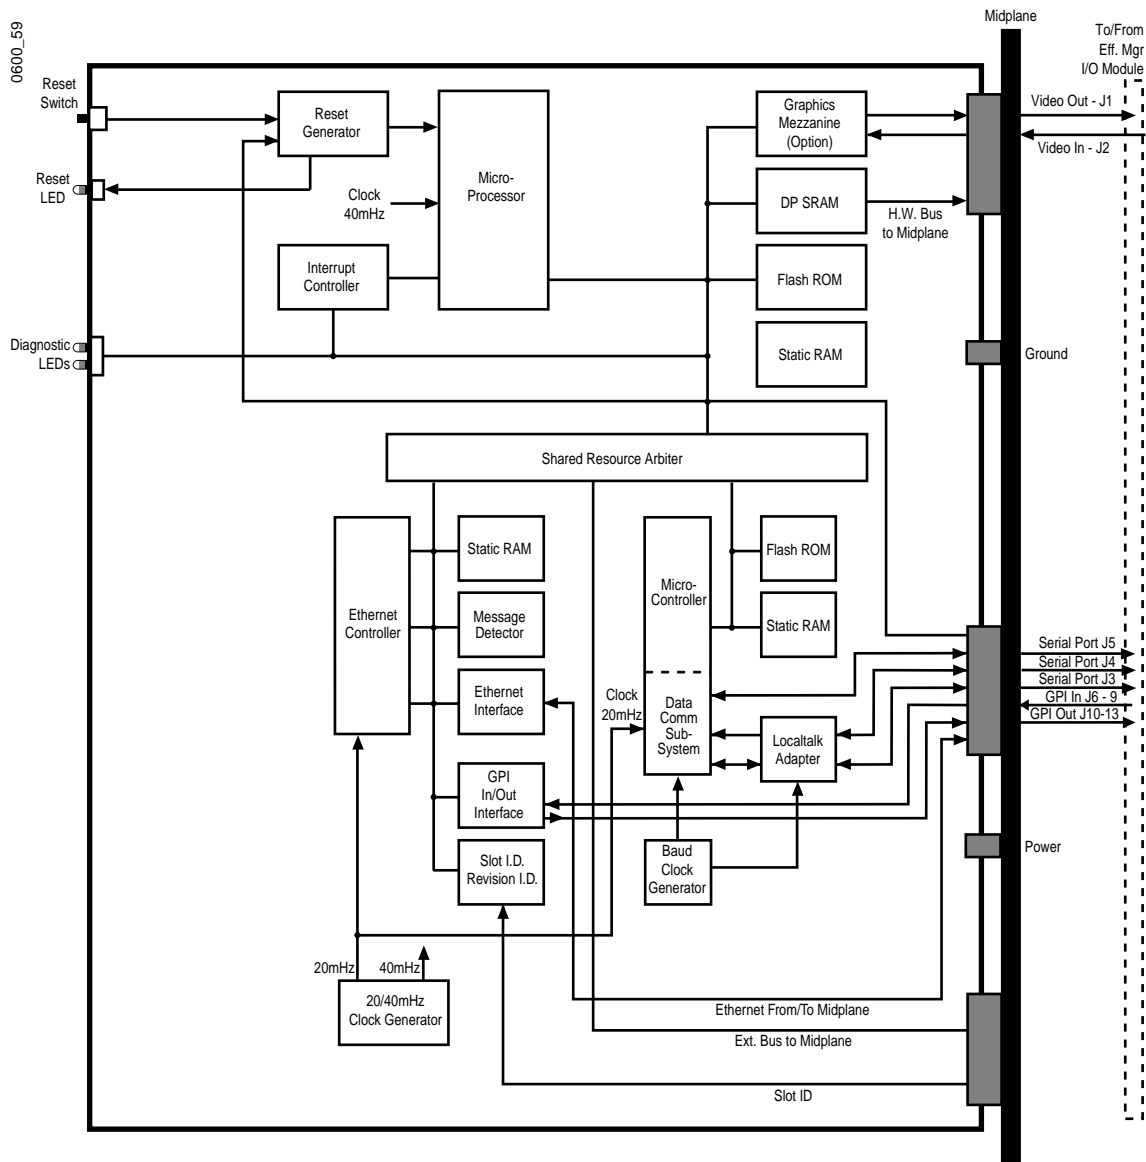 0600_59
Midplane
To/From
Eff. Mgr
I/O Module
Reset
Switch
Reset
Generator
Micro-
Processor
Graphics
Mezzanine
(Option)
Video Out - J1
Video In - J2
Reset
LED
Clock
40mHz
DP SRAM
H.W. Bus
to Midplane
Interrupt
Controller
Flash ROM
Diagnostic
LEDs
Static RAM
Ground
Shared Resource Arbiter
Ethernet
Controller
Static RAM
Message
Detector
Ethernet
Interface
GPI
In/Out
Interface
Slot I.D.
Revision I.D.
Micro-
Controller
Flash ROM
Static RAM
Clock
20mHz
Data
Comm
Sub-
System
Localtalk
Adapter
Baud
Clock
Generator
Serial Port J5
Serial Port J4
Serial Port J3
GPI In J6 - 9
GPI Out J10-13
Power
20mHz
40mHz
20/40mHz
Clock Generator
Ethernet From/To Midplane
Ext. Bus to Midplane
Slot ID